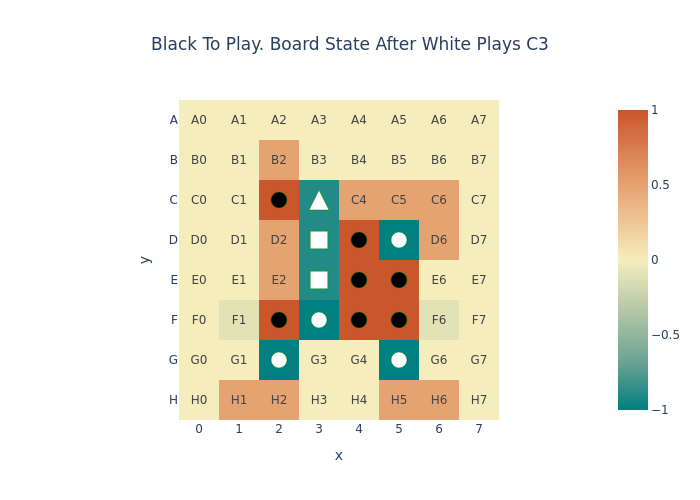 Black To Play. Board State After White Plays C3
A A0 A1 A2 A3 A4 A5 A6 A7
B B0 B1 B2 B3 B4 B5 B6 B7
C C0 C1 C4 C5 C6 C7
D D0 D1 D2 D6 D7
E E0 E1 E2 E6 E7
F F0 F1 F6 F7
G G0 G1 G3 G4 G6 G7
H H0 H1 H2 H3 H4 H5 H6 H7
0 1 2 3 4 5 6 7
x
y
1
0.5
0
−0.5
−1